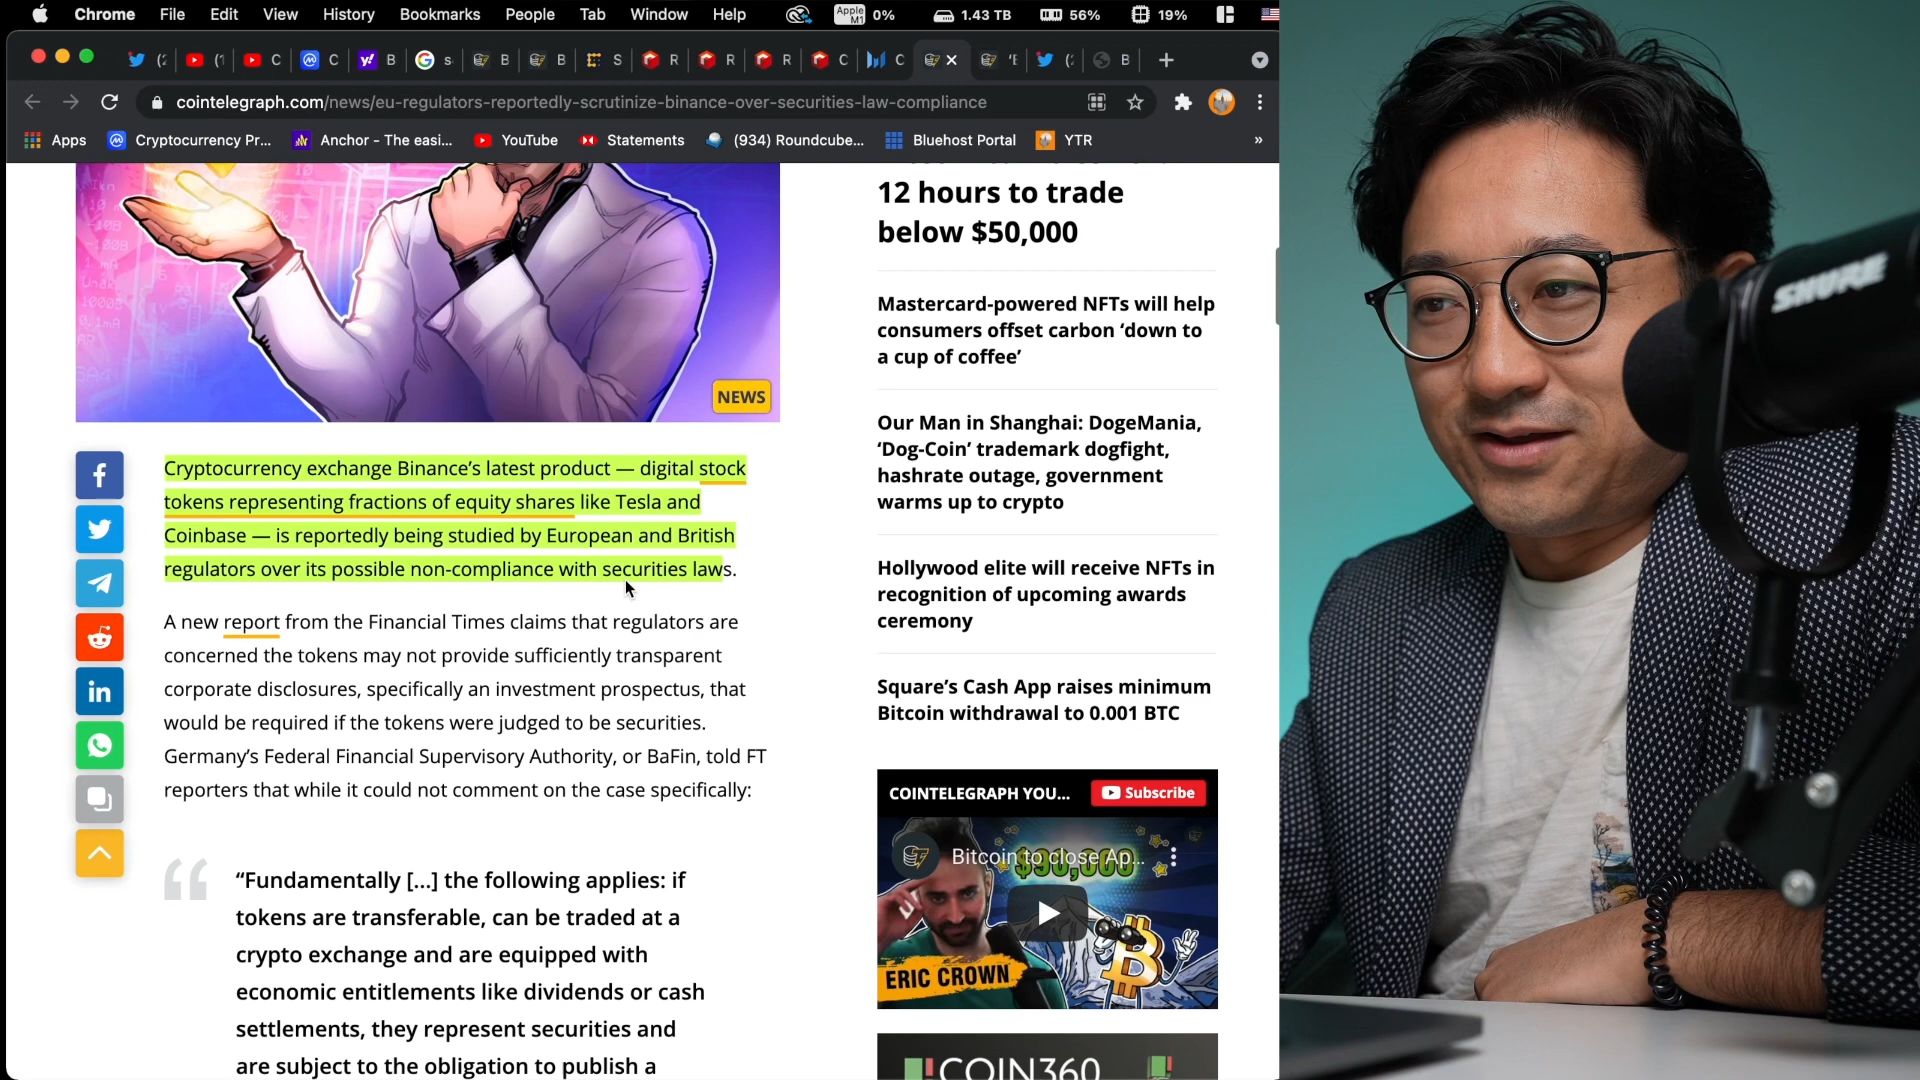 Chrome File Edit View History Bookmarks People Tab Window Help Apple M1 0% 1.43 TB 56% 19%
cointelegraph.com/news/eu-regulators-reportedly-scrutinize-binance-over-securities-law-compliance
Apps Cryptocurrency Pr... Anchor - The easi... YouTube Statements (934) Roundcube... Bluehost Portal YTR »
NEWS
Cryptocurrency exchange Binance’s latest product — digital stock
tokens representing fractions of equity shares like Tesla and
Coinbase — is reportedly being studied by European and British
regulators over its possible non-compliance with securities laws.
A new report from the Financial Times claims that regulators are
concerned the tokens may not provide sufficiently transparent
corporate disclosures, specifically an investment prospectus, that
would be required if the tokens were judged to be securities.
Germany’s Federal Financial Supervisory Authority, or BaFin, told FT
reporters that while it could not comment on the case specifically:
“Fundamentally [...] the following applies: if
tokens are transferable, can be traded at a
crypto exchange and are equipped with
economic entitlements like dividends or cash
settlements, they represent securities and
are subject to the obligation to publish a
12 hours to trade
below $50,000
Mastercard-powered NFTs will help
consumers offset carbon ‘down to
a cup of coffee’
Our Man in Shanghai: DogeMania,
‘Dog-Coin’ trademark dogfight,
hashrate outage, government
warms up to crypto
Hollywood elite will receive NFTs in
recognition of upcoming awards
ceremony
Square’s Cash App raises minimum
Bitcoin withdrawal to 0.001 BTC
COINTELEGRAPH YOU... Subscribe
Bitcoin to close Ap...
$90,000
ERIC CROWN
COIN360
SHURE